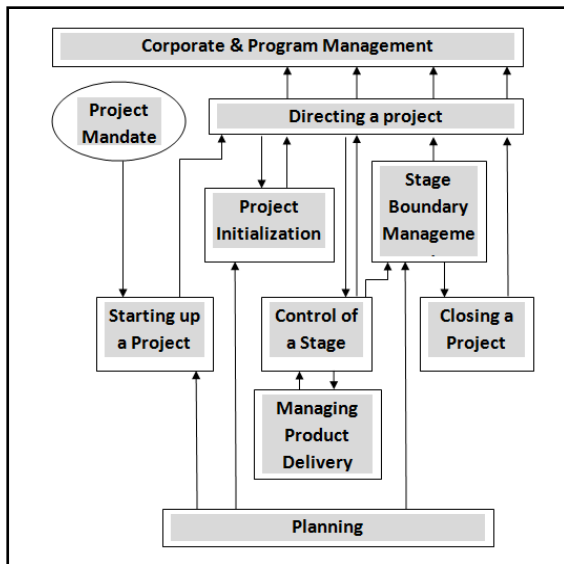 Corporate & Program Management
Project
Mandate
Directing a project
Project
Initialization
Stage
Boundary
Manageme
Starting up
a Project
Control of
a Stage
Closing a
Project
Managing
Product
Delivery
Planning